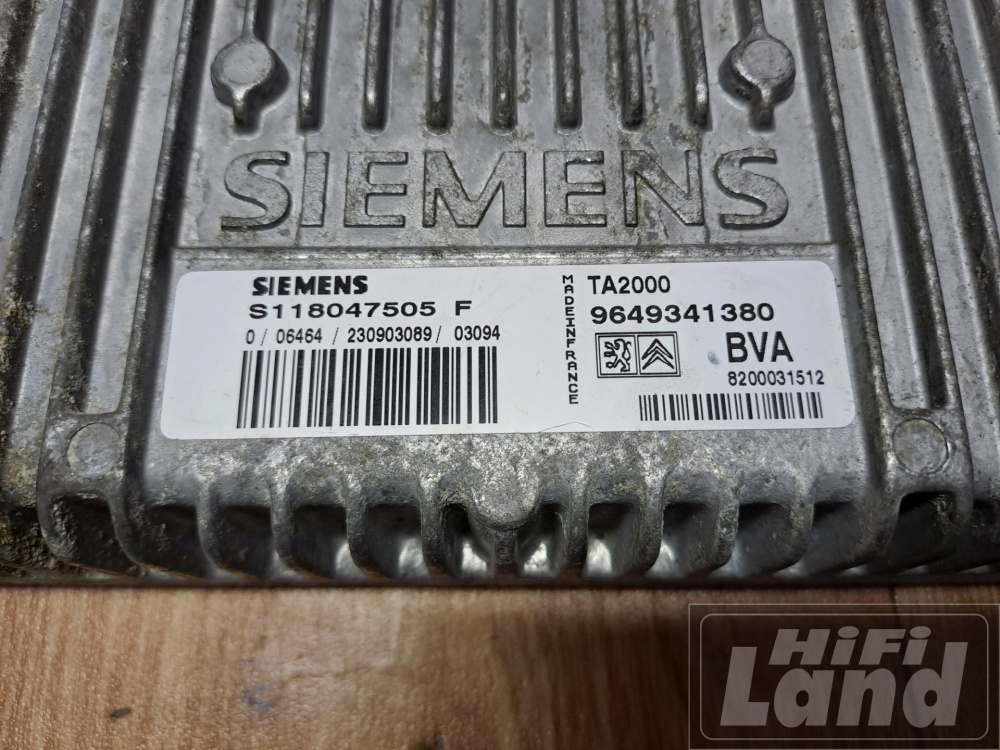 SIEMENS
SIEMENS
S118047505 F
0/ 06464 / 230903089/ 03094
MADEINFRANCE
TA2000
9649341380
BVA
8200031512
HiFi
Land